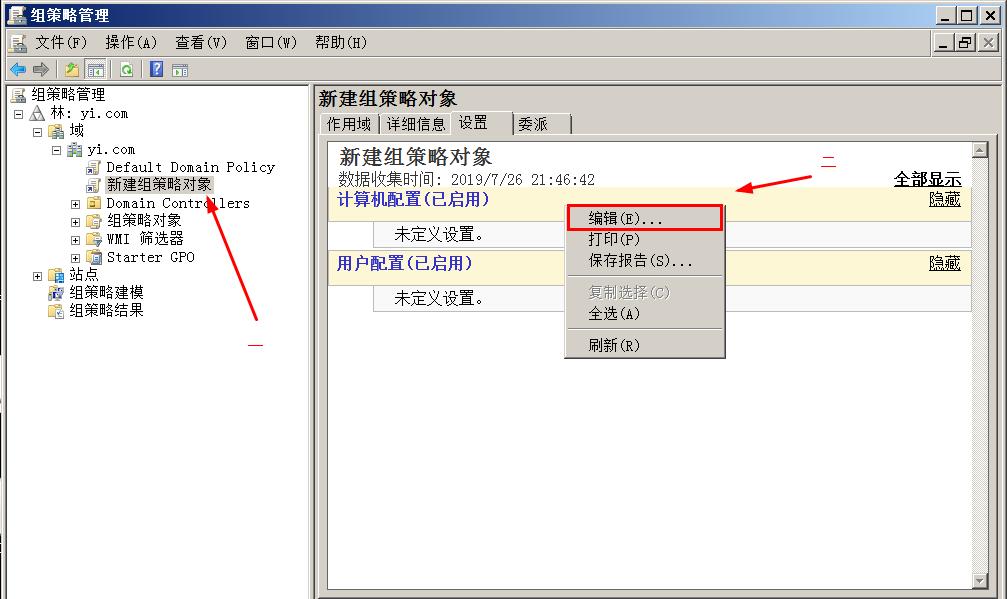 组策略管理
文件(F) 操作(A) 查看(V) 窗口(W) 帮助(H)
组策略管理
林: yi.com
域
yi.com
Default Domain Policy
新建组策略对象
Domain Controllers
组策略对象
WMI 筛选器
Starter GPO
站点
组策略建模
组策略结果
一
新建组策略对象
作用域 详细信息 设置 委派
新建组策略对象
二
数据收集时间: 2019/7/26 21:46:42 全部显示
计算机配置(已启用) 隐藏
未定义设置。
用户配置(已启用) 隐藏
未定义设置。
编辑(E)...
打印(P)
保存报告(S)...
复制选择(C)
全选(A)
刷新(R)